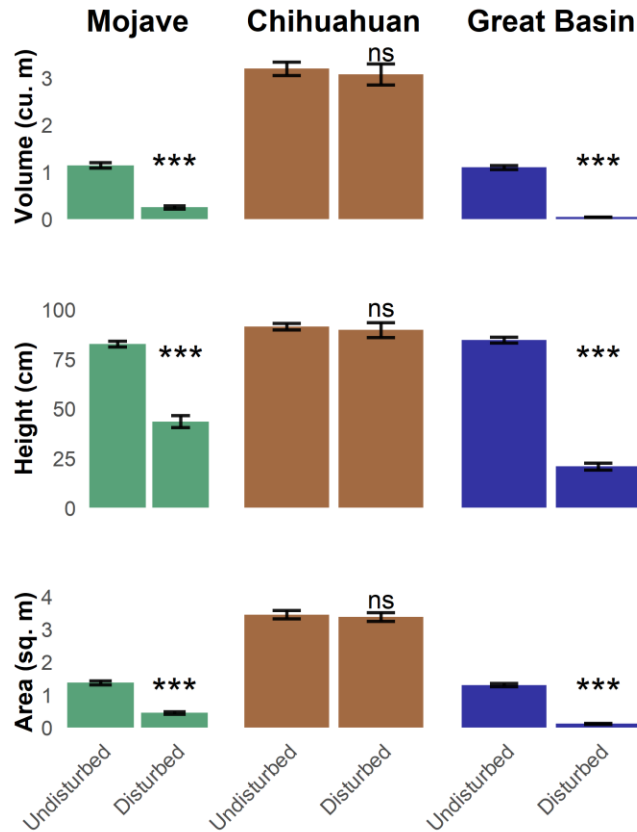 Mojave Chihuahuan Great Basin
Volume (cu. m)
3
2
1
0
*** ns ***
Height (cm)
100
75
50
25
0
*** ns ***
Area (sq. m)
4
3
2
1
0
*** ns ***
Undisturbed Disturbed Undisturbed Disturbed Undisturbed Disturbed